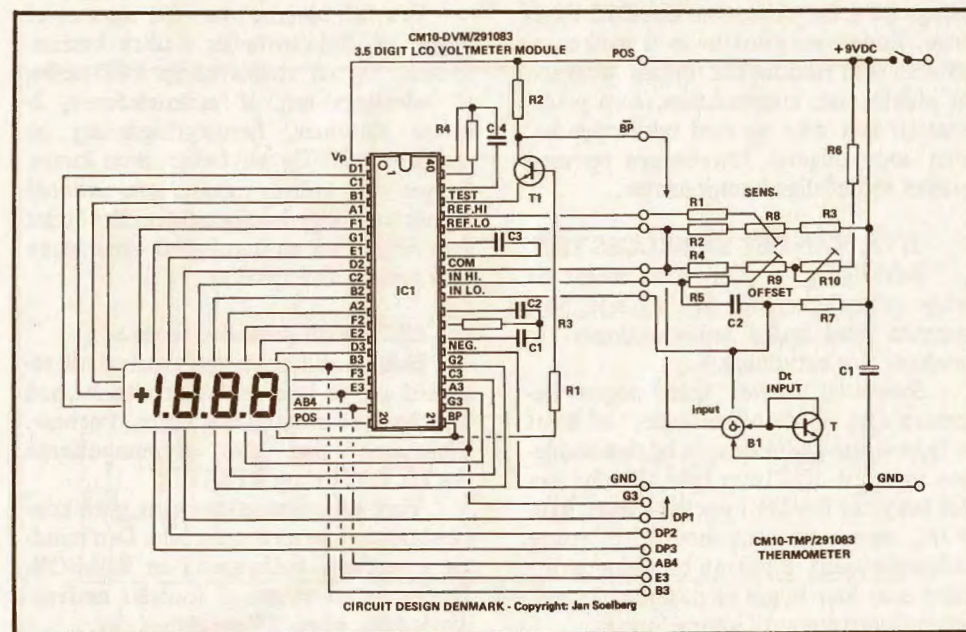 CM10-DVM/291083
3.5 DIGIT LCD VOLTMETER MODULE
POS
+ 9VDC
R2
R4
C4
BP
R6
Vp
D1
C1
B1
A1
F1
G1
E1
D2
C2
B2
A2
F2
E2
D3
B3
F3
E3
AB4
POS
20
40
TEST
REF.HI
REF.LO
COM
IN HI.
IN LO.
NEG.
G2
C3
A3
G3
BP
21
IC1
T1
C3
C2
R3
C1
R1
+1.8.8.8
SENS.
R1
R8
R3
R2
R4
R9
R10
R5
OFFSET
C2
R7
C1
INPUT
Input
B1
T
GND
GND
G3
DP1
DP2
DP3
AB4
E3
B3
CM10-TMP/291083
THERMOMETER
CIRCUIT DESIGN DENMARK - Copyright: Jan Soelberg